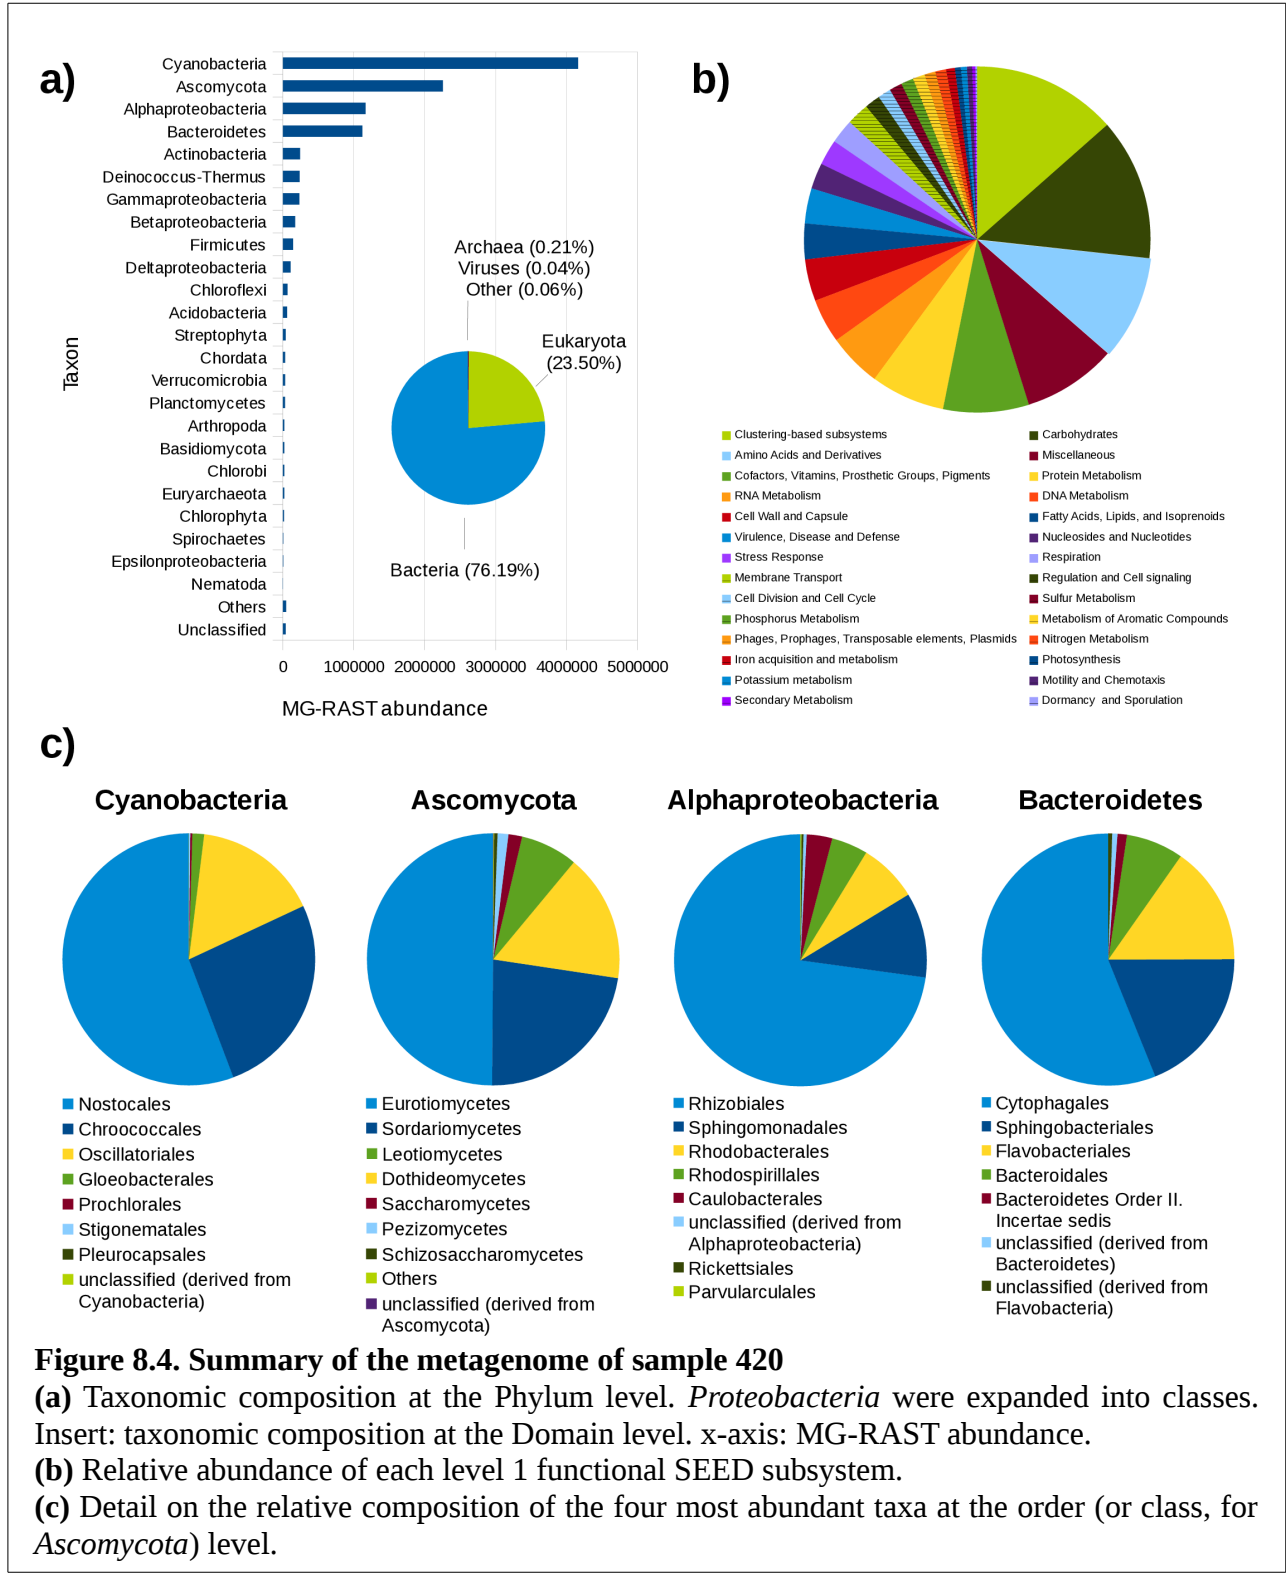 a)
Cyanobacteria
Ascomycota
Alphaproteobacteria
Bacteroidetes
Actinobacteria
Deinococcus-Thermus
Gammaproteobacteria
Betaproteobacteria
Firmicutes
Deltaproteobacteria
Chloroflexi
Acidobacteria
Streptophyta
Chordata
Verrucomicrobia
Planctomycetes
Arthropoda
Basidiomycota
Chlorobi
Euryarchaeota
Chlorophyta
Spirochaetes
Epsilonproteobacteria
Nematoda
Others
Unclassified
Taxon
0 1000000 2000000 3000000 4000000 5000000
MG-RAST abundance
Archaea (0.21%)
Viruses (0.04%)
Other (0.06%)
Eukaryota
(23.50%)
Bacteria (76.19%)
b)
Clustering-based subsystems
Carbohydrates
Amino Acids and Derivatives
Miscellaneous
Cofactors, Vitamins, Prosthetic Groups, Pigments
Protein Metabolism
RNA Metabolism
DNA Metabolism
Cell Wall and Capsule
Fatty Acids, Lipids, and Isoprenoids
Virulence, Disease and Defense
Nucleosides and Nucleotides
Stress Response
Respiration
Membrane Transport
Regulation and Cell signaling
Cell Division and Cell Cycle
Sulfur Metabolism
Phosphorus Metabolism
Metabolism of Aromatic Compounds
Phages, Prophages, Transposable elements, Plasmids
Nitrogen Metabolism
Iron acquisition and metabolism
Photosynthesis
Potassium metabolism
Motility and Chemotaxis
Secondary Metabolism
Dormancy and Sporulation
c)
Cyanobacteria
Nostocales
Chroococcales
Oscillatoriales
Gloeobacterales
Prochlorales
Stigonematales
Pleurocapsales
unclassified (derived from
Cyanobacteria)
Ascomycota
Eurotiomycetes
Sordariomycetes
Leotiomycetes
Dothideomycetes
Saccharomycetes
Pezizomycetes
Schizosaccharomycetes
Others
unclassified (derived from
Ascomycota)
Alphaproteobacteria
Rhizobiales
Sphingomonadales
Rhodobacterales
Rhodospirillales
Caulobacterales
unclassified (derived from
Alphaproteobacteria)
Rickettsiales
Parvularculales
Bacteroidetes
Cytophagales
Sphingobacteriales
Flavobacteriales
Bacteroidales
Bacteroidetes Order II.
Incertae sedis
unclassified (derived from
Bacteroidetes)
unclassified (derived from
Flavobacteria)
Figure 8.4. Summary of the metagenome of sample 420
(a) Taxonomic composition at the Phylum level. Proteobacteria were expanded into classes.
Insert: taxonomic composition at the Domain level. x-axis: MG-RAST abundance.
(b) Relative abundance of each level 1 functional SEED subsystem.
(c) Detail on the relative composition of the four most abundant taxa at the order (or class, for
Ascomycota) level.